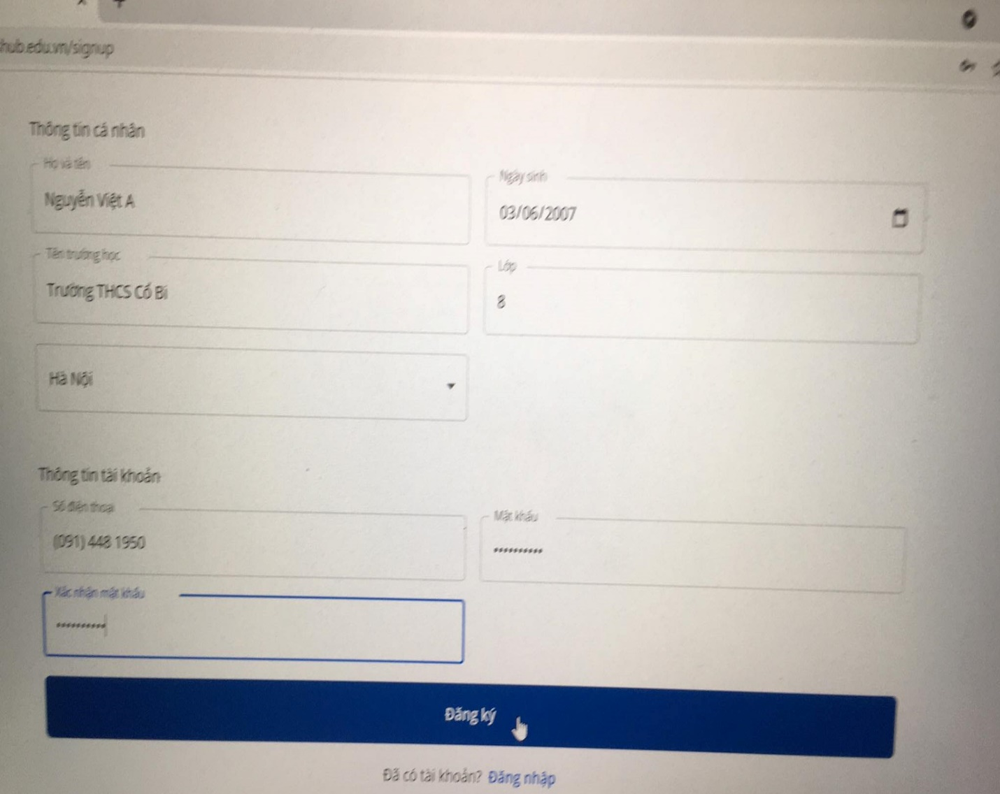 hub.edu.vn/signup
Thông tin cá nhân
Họ và tên
Ngày sinh
Nguyễn Việt A
03/06/2007
Tên trường học
Lớp
Trường THCS Cổ Bi
8
Hà Nội
Thông tin tài khoản
Số điện thoại
Mật khẩu
(091) 448 1950
••••••••••
Xác nhận mật khẩu
••••••••••
Đăng ký
Đã có tài khoản? Đăng nhập